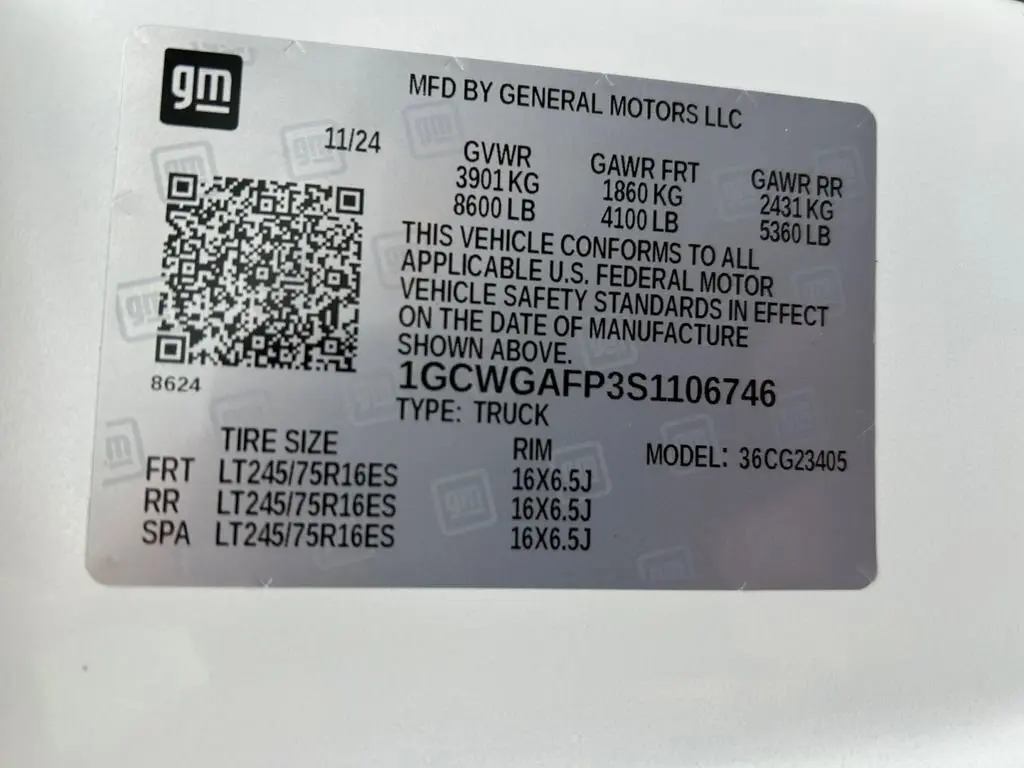 gm
MFD BY GENERAL MOTORS LLC
11/24
GVWR GAWR FRT GAWR RR
3901 KG 1860 KG 2431 KG
8600 LB 4100 LB 5360 LB
THIS VEHICLE CONFORMS TO ALL
APPLICABLE U.S. FEDERAL MOTOR
VEHICLE SAFETY STANDARDS IN EFFECT
ON THE DATE OF MANUFACTURE
SHOWN ABOVE.
8624
1GCWGAFP3S1106746
TYPE: TRUCK
TIRE SIZE RIM MODEL: 36CG23405
FRT LT245/75R16ES 16X6.5J
RR LT245/75R16ES 16X6.5J
SPA LT245/75R16ES 16X6.5J